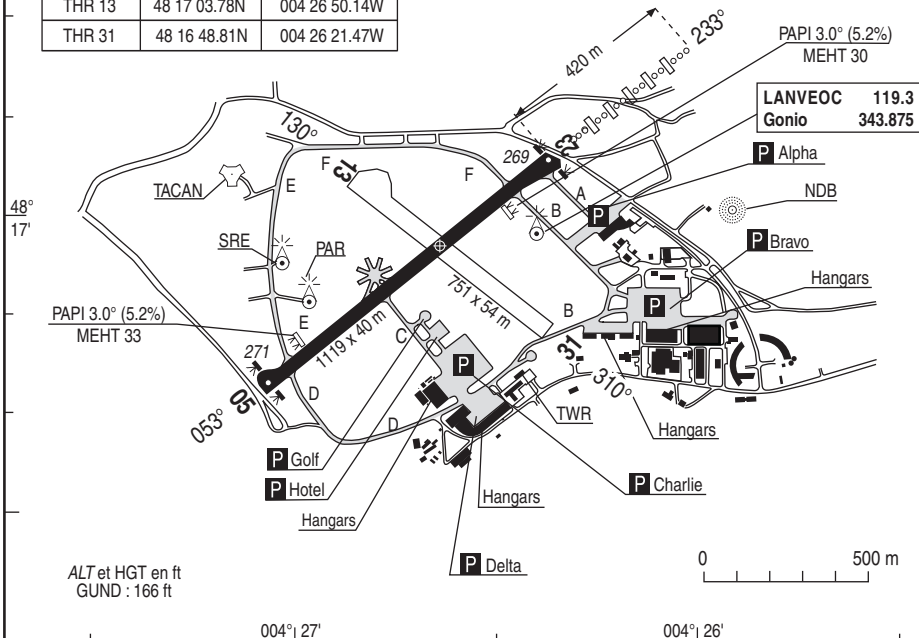 THR 13 48 17 03.78N 004 26 50.14W
THR 31 48 16 48.81N 004 26 21.47W
233°
420 m
PAPI 3.0° (5.2%)
MEHT 30
LANVEOC 119.3
Gonio 343.875
130°
23
269
P Alpha
F
13
F
A
TACAN
E
B
P
NDB
48°
17'
SRE
PAR
P Bravo
Hangars
751 x 54 m
P
B
PAPI 3.0° (5.2%)
MEHT 33
E
C
1119 x 40 m
31
271
P
310°
05
D
053°
D
TWR
Hangars
P Golf
P Hotel
P Charlie
Hangars
Hangars
P Delta
0 500 m
ALT et HGT en ft
GUND : 166 ft
004° 27' 004° 26'